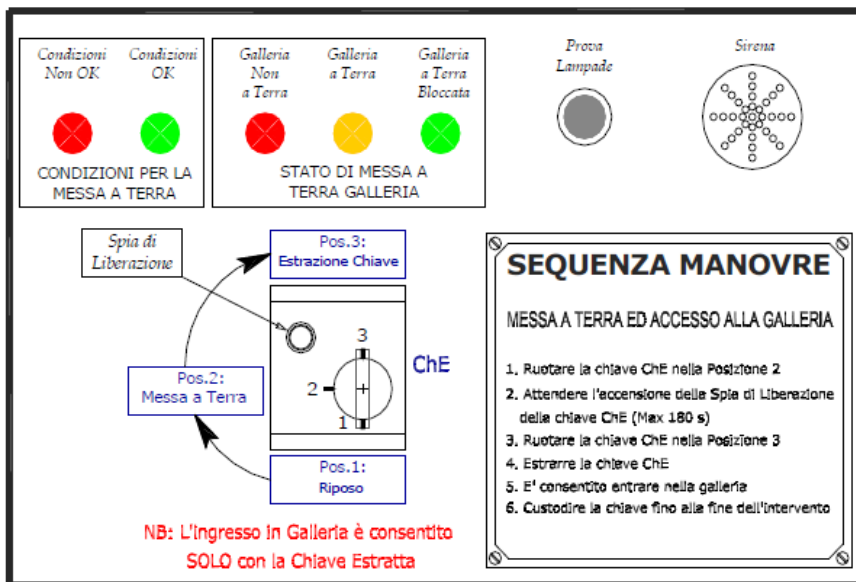 Condizioni
Non OK
Condizioni
OK
CONDIZIONI PER LA
MESSA A TERRA
Galleria
Non
a Terra
Galleria
a Terra
Galleria
a Terra
Bloccata
STATO DI MESSA A
TERRA GALLERIA
Prova
Lampade
Sirena
Spia di
Liberazione
Pos.3:
Estrazione Chiave
Pos.2:
Messa a Terra
Pos.1:
Riposo
3
2
1
ChE
NB: L'ingresso in Galleria è consentito
SOLO con la Chiave Estratta
SEQUENZA MANOVRE
MESSA A TERRA ED ACCESSO ALLA GALLERIA
1. Ruotare la chiave ChE nella Posizione 2
2. Attendere l'accensione della Spia di Liberazione
della chiave ChE (Max 180 s)
3. Ruotare la chiave ChE nella Posizione 3
4. Estrarre la chiave ChE
5. E' consentito entrare nella galleria
6. Custodire la chiave fino alla fine dell'intervento